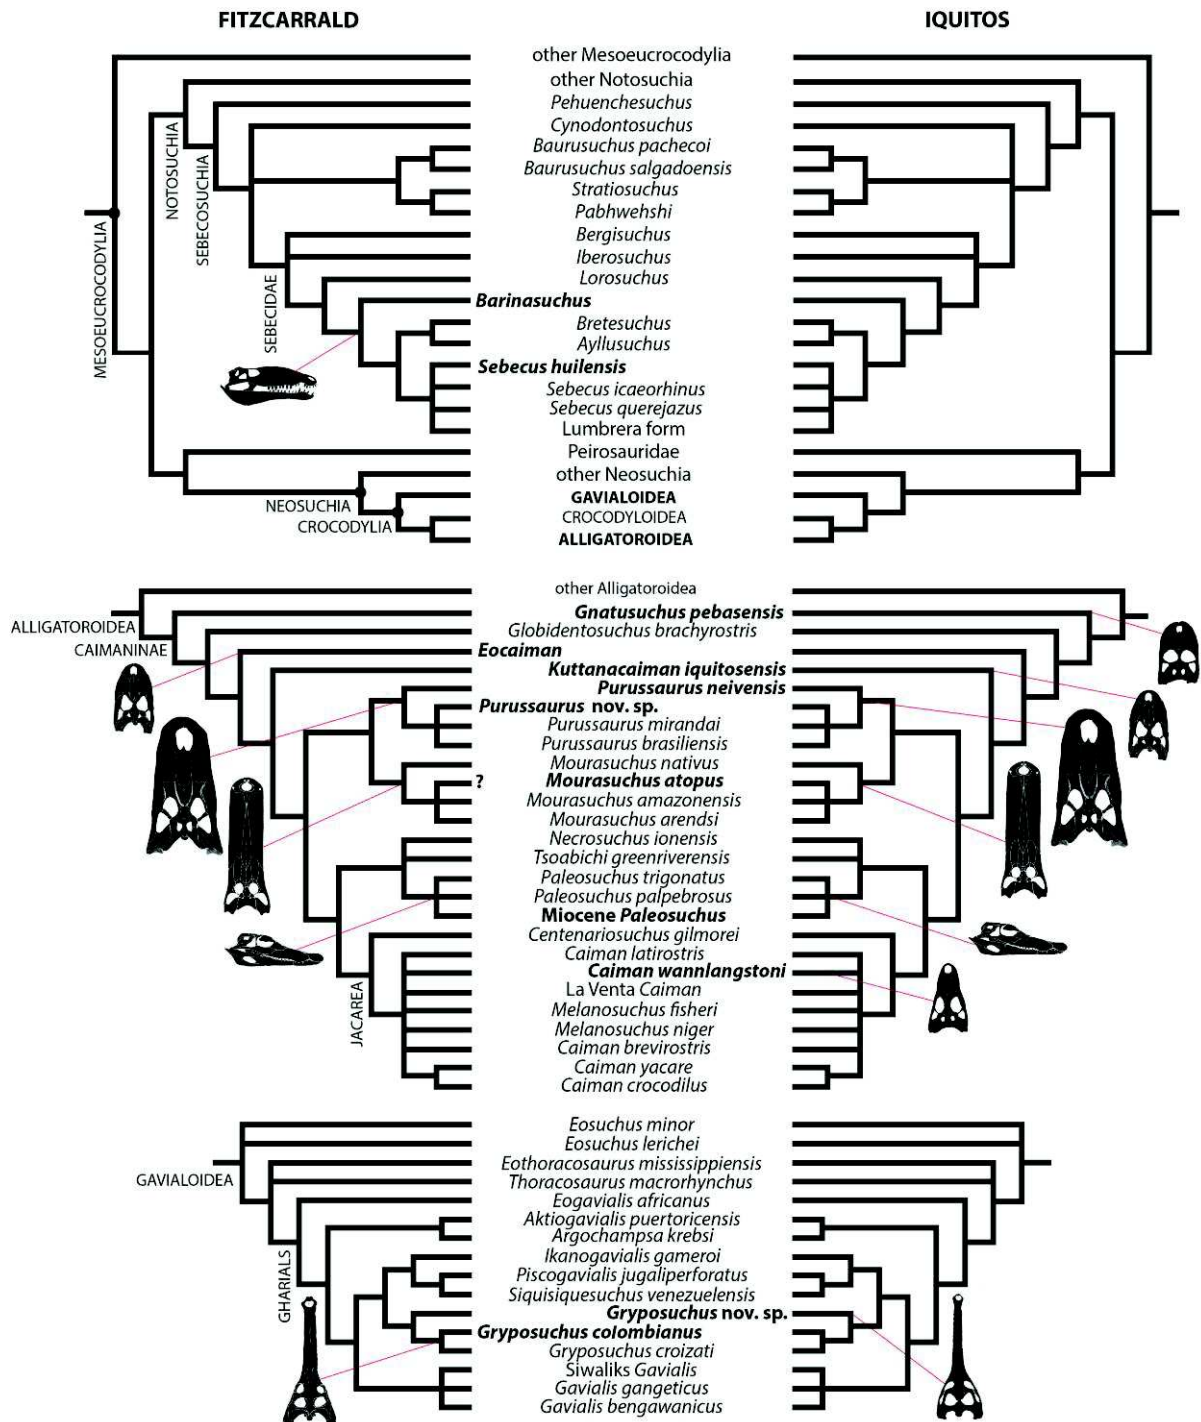 FITZCARRALD
IQUITOS
other Mesoeucrocodylia
other Notosuchia
Pehuenchesuchus
Cynodontosuchus
Baurusuchus pachecoi
Baurusuchus salgadoensis
Stratiosuchus
Pabhwehshi
Bergisuchus
Iberosuchus
Lorosuchus
Barinasuchus
Bretesuchus
Ayllusuchus
Sebecus huilensis
Sebecus icaeorhinus
Sebecus querejazus
Lumbrera form
Peirosauridae
other Neosuchia
GAVIALOIDEA
CROCODYLOIDEA
ALLIGATOROIDEA
MESOEUCROCODYLIA
NOTOSUCHIA
SEBECOSUCHIA
SEBECIDAE
NEOSUCHIA
CROCODYLIA
other Alligatoroidea
Gnatusuchus pebasensis
Globidentosuchus brachyrostris
Eocaiman
Kuttanacaiman iquitosensis
Purussaurus neivensis
Purussaurus nov. sp.
Purussaurus mirandai
Purussaurus brasiliensis
Mourasuchus nativus
? Mourasuchus atopus
Mourasuchus amazonensis
Mourasuchus arendsi
Necrosuchus ionensis
Tsoabichi greenriverensis
Paleosuchus trigonatus
Paleosuchus palpebrosus
Miocene Paleosuchus
Centenariosuchus gilmorei
Caiman latirostris
Caiman wannlangstoni
La Venta Caiman
Melanosuchus fisheri
Melanosuchus niger
Caiman brevirostris
Caiman yacare
Caiman crocodilus
ALLIGATOROIDEA
CAIMANINAE
JACAREA
Eosuchus minor
Eosuchus lerichei
Eothoracosaurus mississippiensis
Thoracosaurus macrorhynchus
Eogavialis africanus
Aktiogavialis puertoricensis
Argochampsa krebsi
Ikanogavialis gameroi
Piscogavialis jugaliperforatus
Siquisiquesuchus venezuelensis
Gryposuchus nov. sp.
Gryposuchus colombianus
Gryposuchus croizati
Siwaliks Gavialis
Gavialis gangeticus
Gavialis bengawanicus
GAVIALOIDEA
GHARIALS